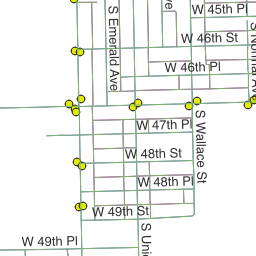 W 45th Pl
S Emerald Ave
W 46th St
W 46th Pl
W 47th Pl
S Wallace St
W 48th St
W 48th Pl
W 49th St
W 49th Pl